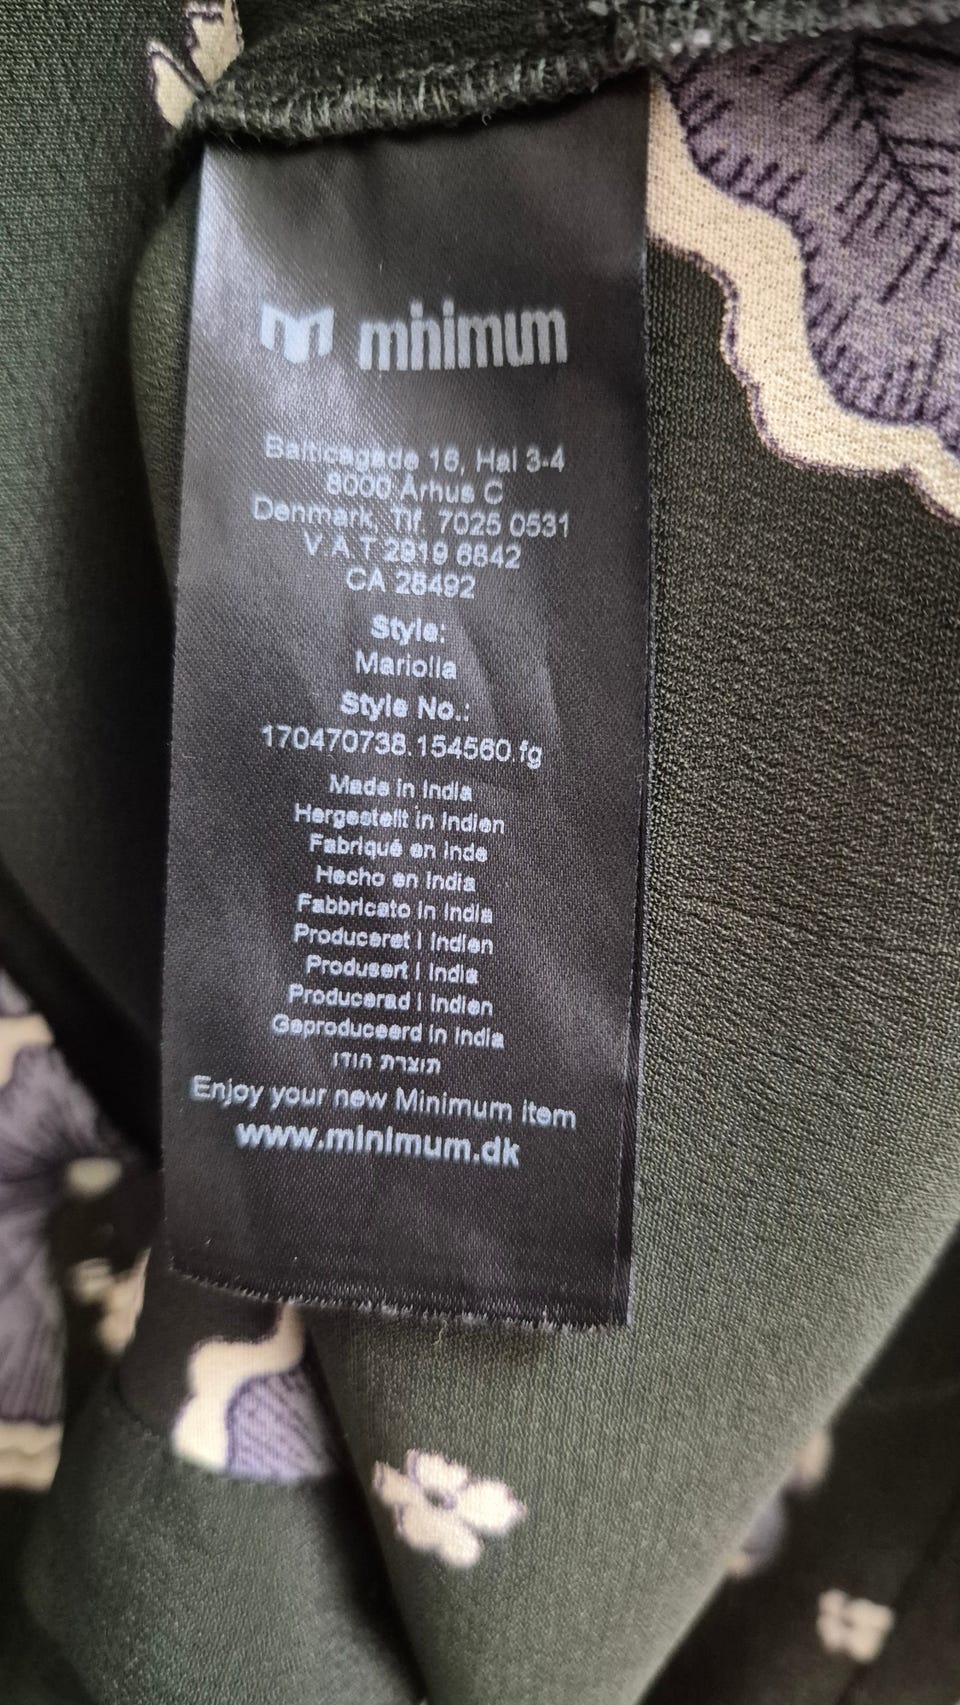 minimum
Balticagade 16, Hal 3-4
8000 Århus C
Denmark, Tlf. 7025 0531
V A T 2919 6842
CA 28492
Style:
Mariolla
Style No.:
170470738.154560.fg
Made in India
Hergestellt in Indien
Fabriqué en Inde
Hecho en India
Fabbricato in India
Produceret i Indien
Produsert i India
Producerad i Indien
Geproduceerd in India
תוצרת הודו
Enjoy your new Minimum item
www.minimum.dk